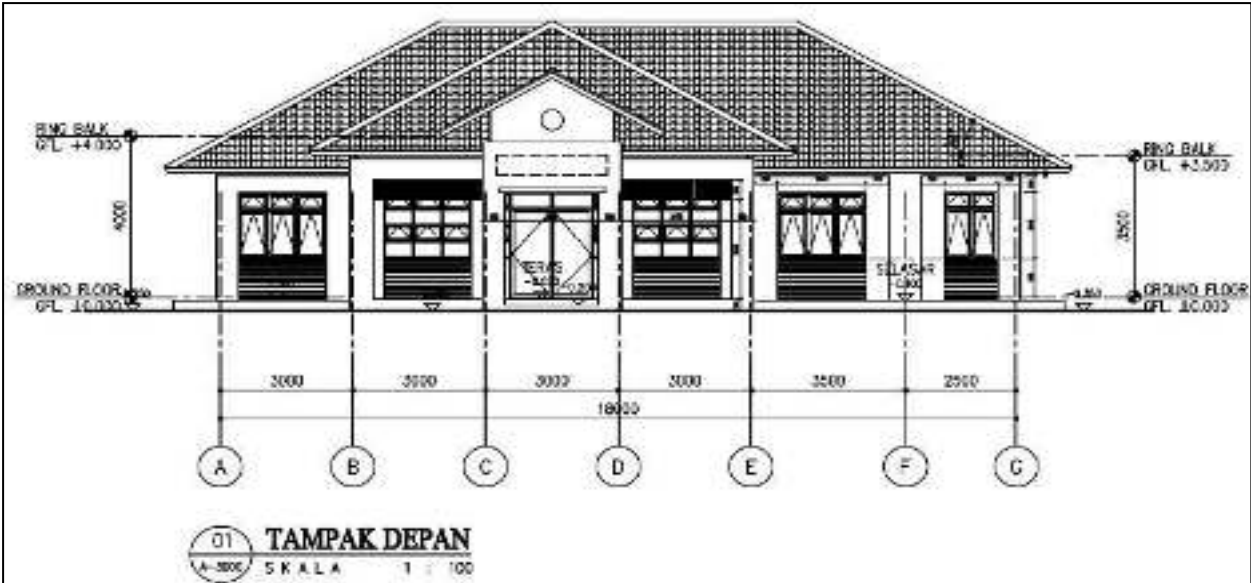 RING BALK
GFL. +4.000
RING BALK
GFL. +3.500
4000
3500
TERAS
SELASAR
GROUND FLOOR
GFL. ±0.000
GROUND FLOOR
GFL. ±0.000
3000 3000 3000 3000 3500 2500
18000
A B C D E F G
01 TAMPAK DEPAN
SKALA 1 : 100